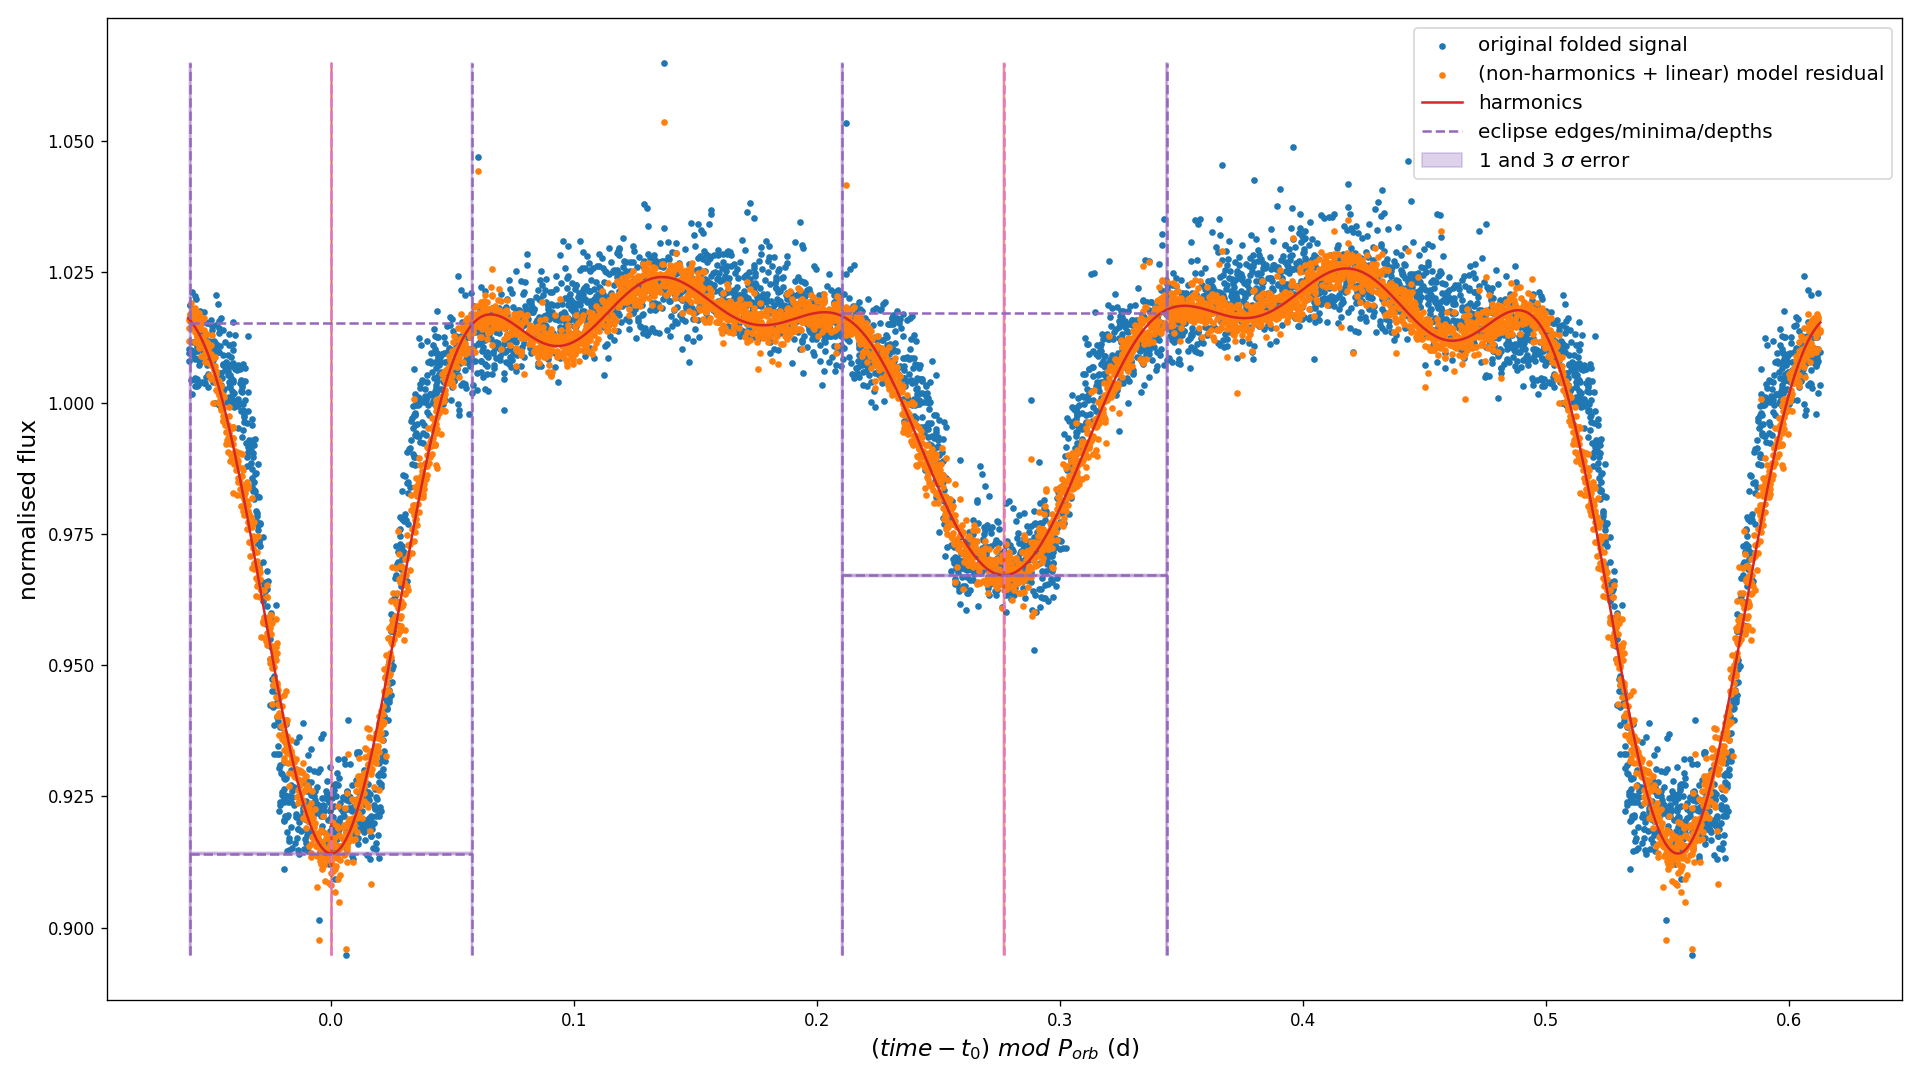 original folded signal
(non-harmonics + linear) model residual
harmonics
eclipse edges/minima/depths
1 and 3 σ error
normalised flux
1.050
1.025
1.000
0.975
0.950
0.925
0.900
0.0 0.1 0.2 0.3 0.4 0.5 0.6
(time − t₀) mod Pₒᵣb (d)